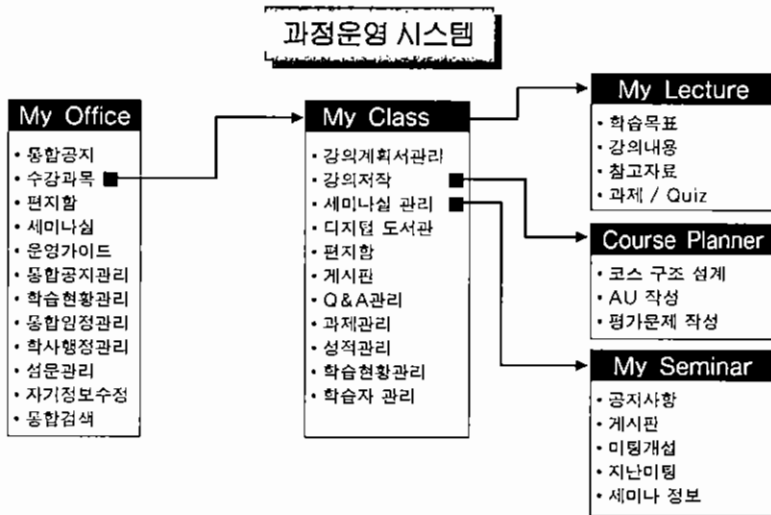 과정운영 시스템
My Office
• 통합공지
• 수강과목
• 편지함
• 세미나실
• 운영가이드
• 통합공지관리
• 학습현황관리
• 통합일정관리
• 학사행정관리
• 설문관리
• 자기정보수정
• 통합검색
My Class
• 강의계획서관리
• 강의저작
• 세미나실 관리
• 디지털 도서관
• 편지함
• 게시판
• Q&A관리
• 과제관리
• 성적관리
• 학습현황관리
• 학습자 관리
My Lecture
• 학습목표
• 강의내용
• 참고자료
• 과제 / Quiz
Course Planner
• 코스 구조 설계
• AU 작성
• 평가문제 작성
My Seminar
• 공지사항
• 게시판
• 미팅개설
• 지난미팅
• 세미나 정보